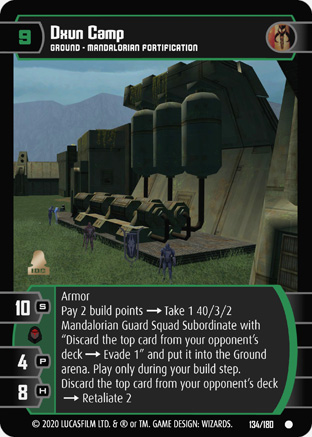 9
Dxun Camp
GROUND - MANDALORIAN FORTIFICATION
IDC
10 S
4 P
8 H
Armor
Pay 2 build points → Take 1 40/3/2
Mandalorian Guard Squad Subordinate with
“Discard the top card from your opponent’s
deck → Evade 1” and put it into the Ground
arena. Play only during your build step.
Discard the top card from your opponent’s deck
→ Retaliate 2
© 2020 LUCASFILM LTD. & ® or TM. GAME DESIGN: WIZARDS.
134/180